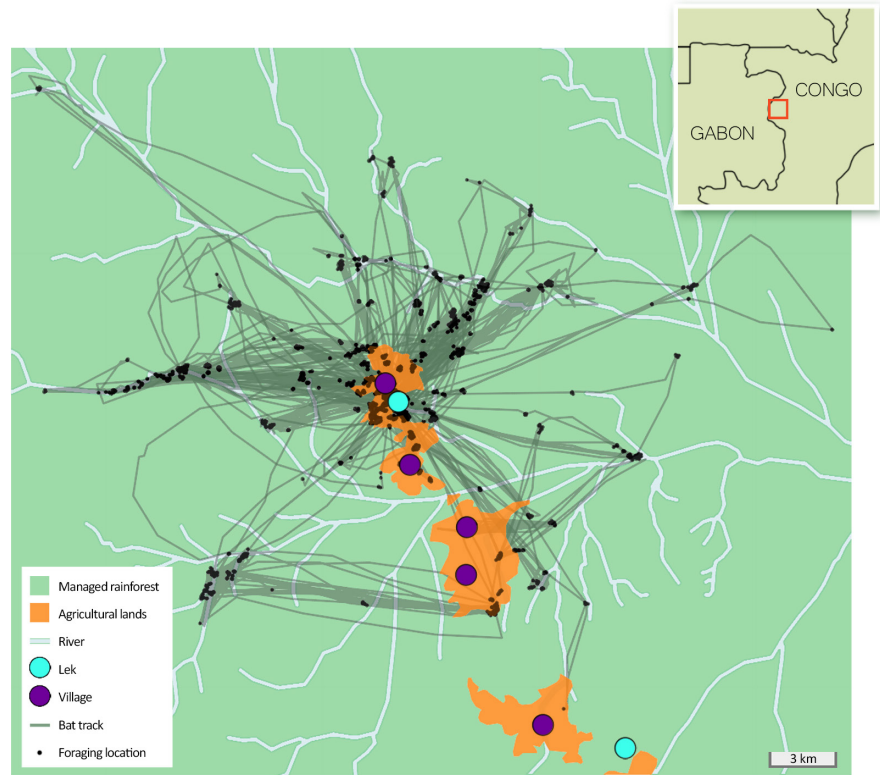 CONGO
GABON
Managed rainforest
Agricultural lands
River
Lek
Village
Bat track
Foraging location
3 km